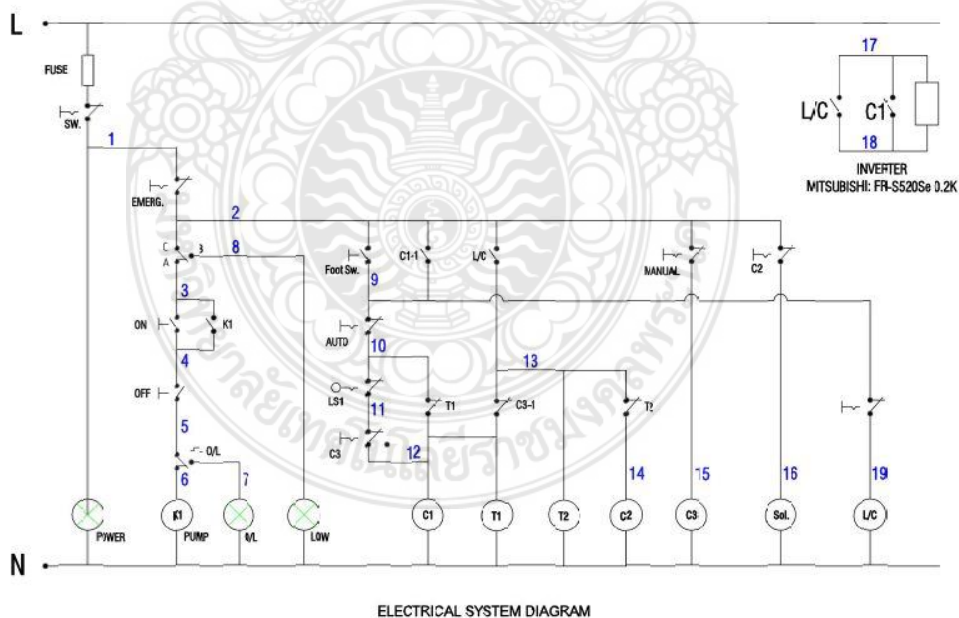 L
FUSE
SW.
1
EMERG.
2
C
A
B
8
3
ON
K1
4
OFF
5
O/L
6
7
POWER
K1
PUMP
O/L
LOW
Foot Sw.
C1-1
L/C
9
AUTO
10
LS1
11
T1
C3
12
C3-1
13
T2
14
MANUAL
15
C2
16
19
C1
T1
T2
C2
C3
Sol.
L/C
N
17
L/C
C1
18
INVERTER
MITSUBISHI: FR-S520Se 0.2K
ELECTRICAL SYSTEM DIAGRAM